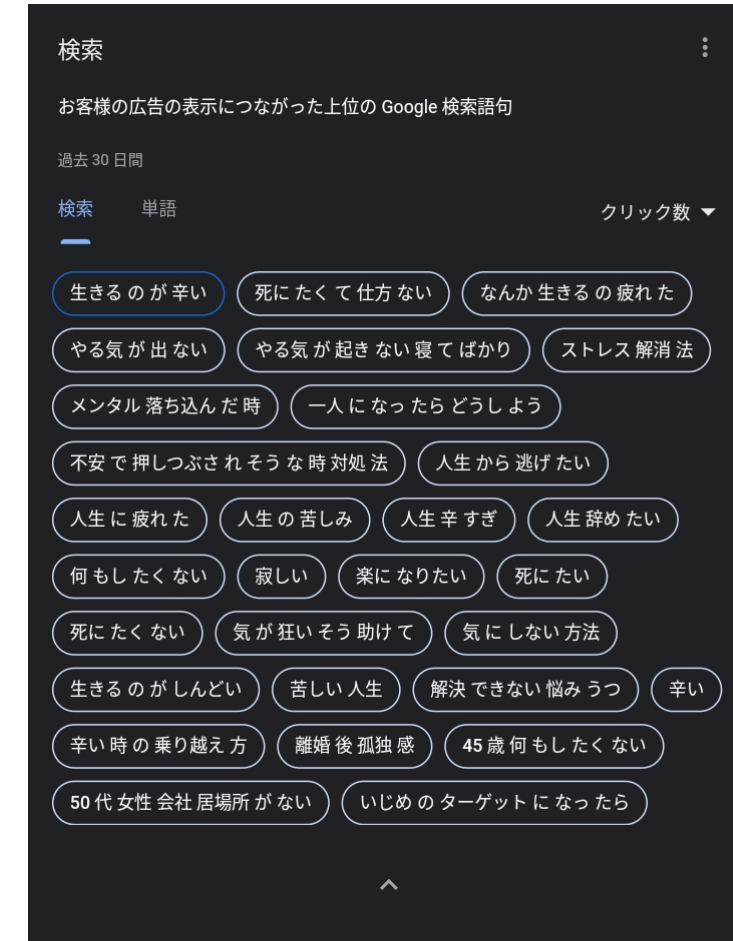 検索
お客様の広告の表示につながった上位の Google 検索語句
過去 30 日間
検索 単語 クリック数
生きる の が 辛い 死に たく て 仕方 ない なんか 生きる の 疲れ た
やる気 が 出 ない やる気 が 起き ない 寝 て ばかり ストレス 解消 法
メンタル 落ち込ん だ 時 一人 に なっ たら どうし よう
不安 で 押しつぶさ れ そう な 時 対処 法 人生 から 逃げ たい
人生 に 疲れ た 人生 の 苦しみ 人生 辛 すぎ 人生 辞め たい
何 もし たく ない 寂しい 楽に なりたい 死に たい
死に たく ない 気 が 狂い そう 助け て 気 に しない 方法
生きる の が しんどい 苦しい 人生 解決 できない 悩み うつ 辛い
辛い 時 の 乗り越え 方 離婚 後 孤独 感 45 歳 何 もし たく ない
50 代 女性 会社 居場所 が ない いじめ の ターゲット に なっ たら